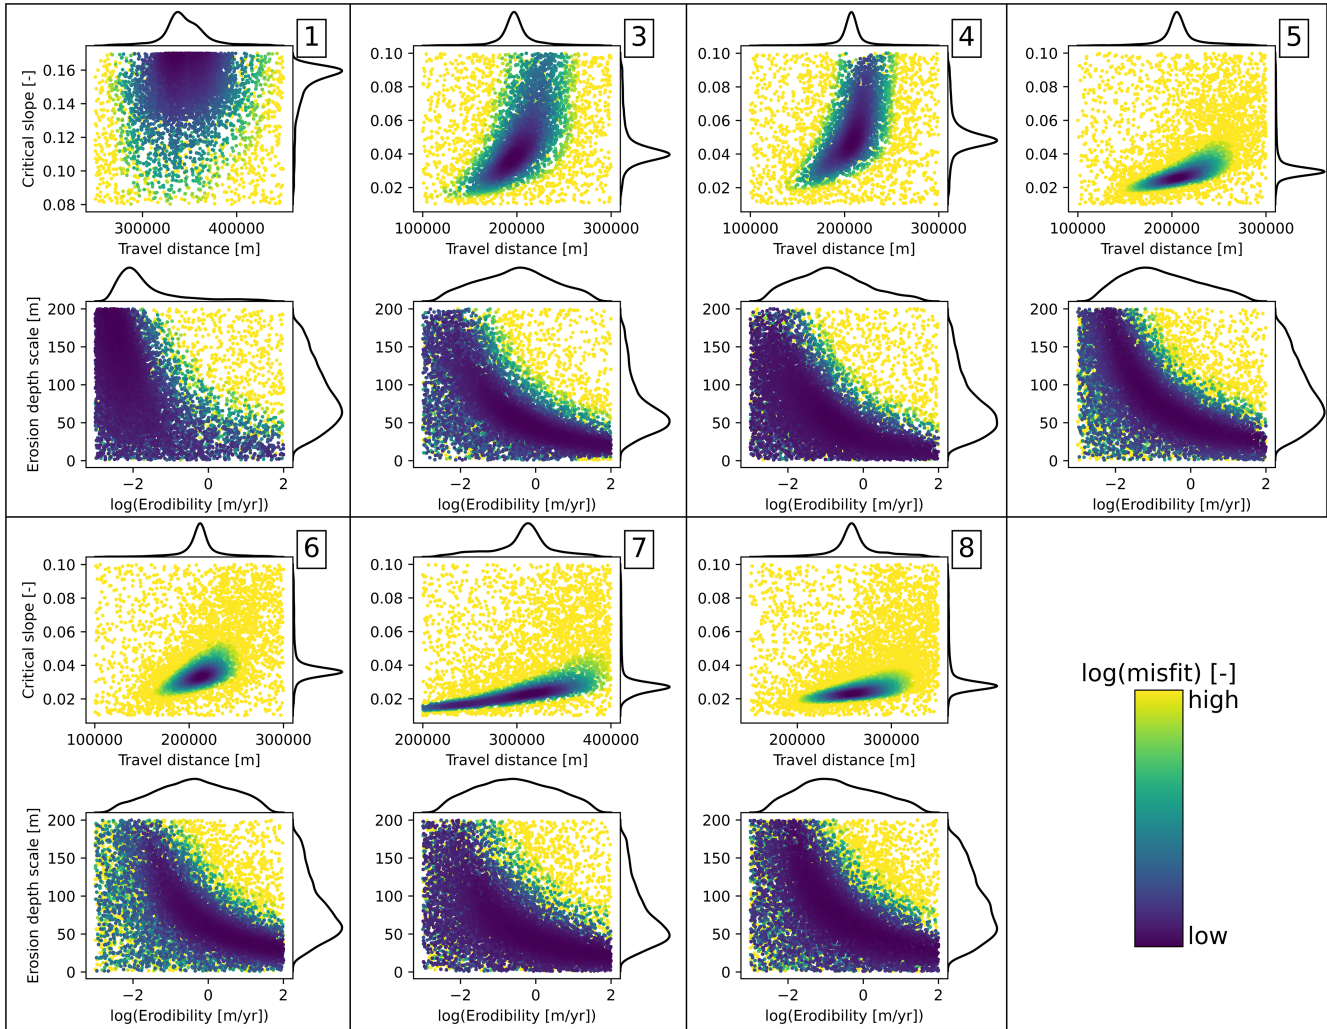 1
Critical slope [-]
0.16
0.14
0.12
0.10
0.08
300000 400000
Travel distance [m]
Erosion depth scale [m]
200
150
100
50
0
−2 0 2
log(Erodibility [m/yr])
3
0.10
0.08
0.06
0.04
0.02
100000 200000 300000
Travel distance [m]
200
150
100
50
0
−2 0 2
log(Erodibility [m/yr])
4
0.10
0.08
0.06
0.04
0.02
100000 200000 300000
Travel distance [m]
200
150
100
50
0
−2 0 2
log(Erodibility [m/yr])
5
0.10
0.08
0.06
0.04
0.02
100000 200000 300000
Travel distance [m]
200
150
100
50
0
−2 0 2
log(Erodibility [m/yr])
6
Critical slope [-]
0.10
0.08
0.06
0.04
0.02
100000 200000 300000
Travel distance [m]
Erosion depth scale [m]
200
150
100
50
0
−2 0 2
log(Erodibility [m/yr])
7
0.10
0.08
0.06
0.04
0.02
200000 300000 400000
Travel distance [m]
200
150
100
50
0
−2 0 2
log(Erodibility [m/yr])
8
0.10
0.08
0.06
0.04
0.02
200000 300000
Travel distance [m]
200
150
100
50
0
−2 0 2
log(Erodibility [m/yr])
log(misfit) [-]
high
low